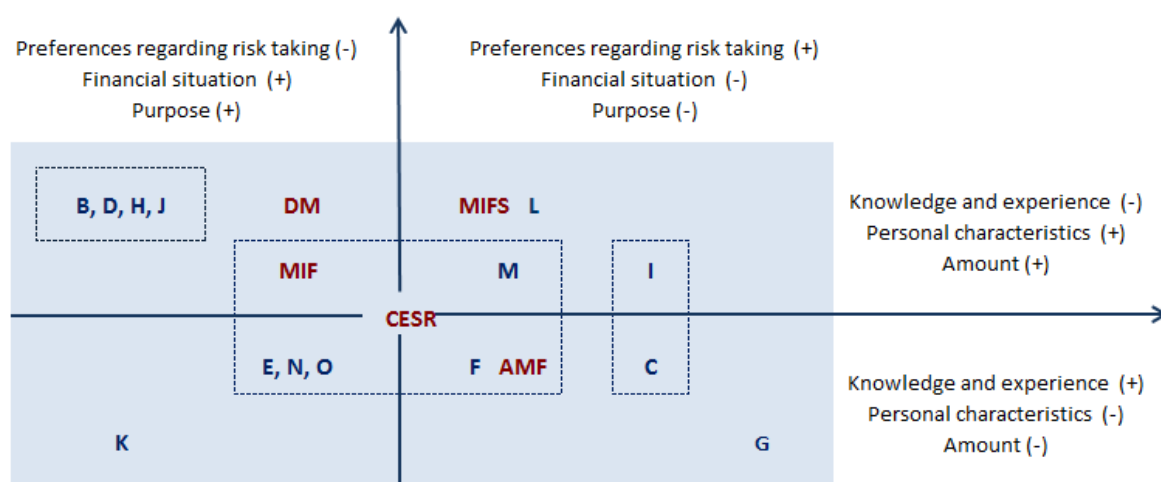 Preferences regarding risk taking (-)
Financial situation (+)
Purpose (+)
Preferences regarding risk taking (+)
Financial situation (-)
Purpose (-)
B, D, H, J
DM
MIFS L
Knowledge and experience (-)
Personal characteristics (+)
Amount (+)
MIF
M
I
CESR
E, N, O
F AMF
C
Knowledge and experience (+)
Personal characteristics (-)
Amount (-)
K
G